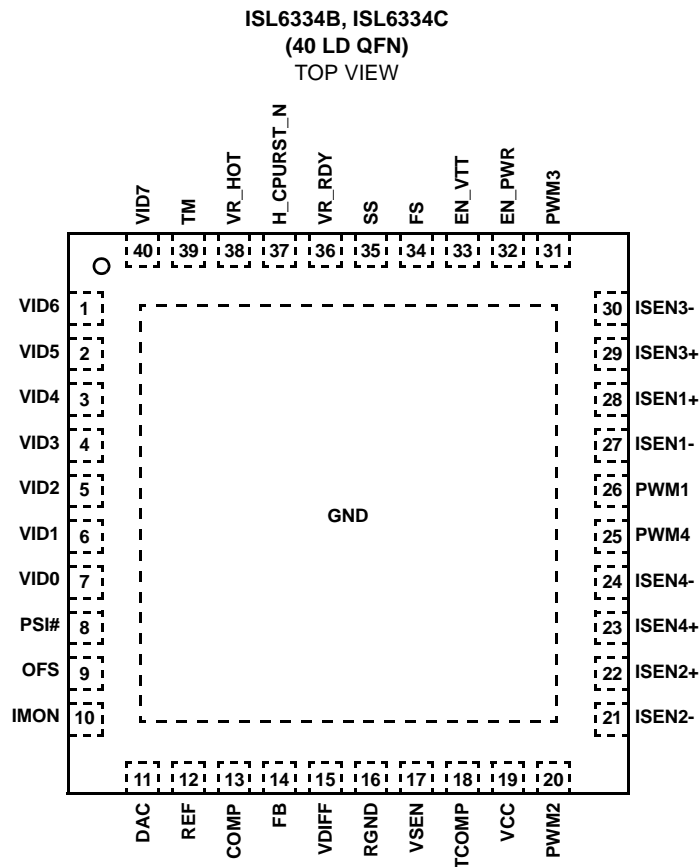 ISL6334B, ISL6334C
(40 LD QFN)
TOP VIEW
VID7
TM
VR_HOT
H_CPURST_N
VR_RDY
SS
FS
EN_VTT
EN_PWR
PWM3
40 39 38 37 36 35 34 33 32 31
VID6 1
VID5 2
VID4 3
VID3 4
VID2 5
VID1 6
VID0 7
PSI# 8
OFS 9
IMON 10
GND
30 ISEN3-
29 ISEN3+
28 ISEN1+
27 ISEN1-
26 PWM1
25 PWM4
24 ISEN4-
23 ISEN4+
22 ISEN2+
21 ISEN2-
11 12 13 14 15 16 17 18 19 20
DAC
REF
COMP
FB
VDIFF
RGND
VSEN
TCOMP
VCC
PWM2